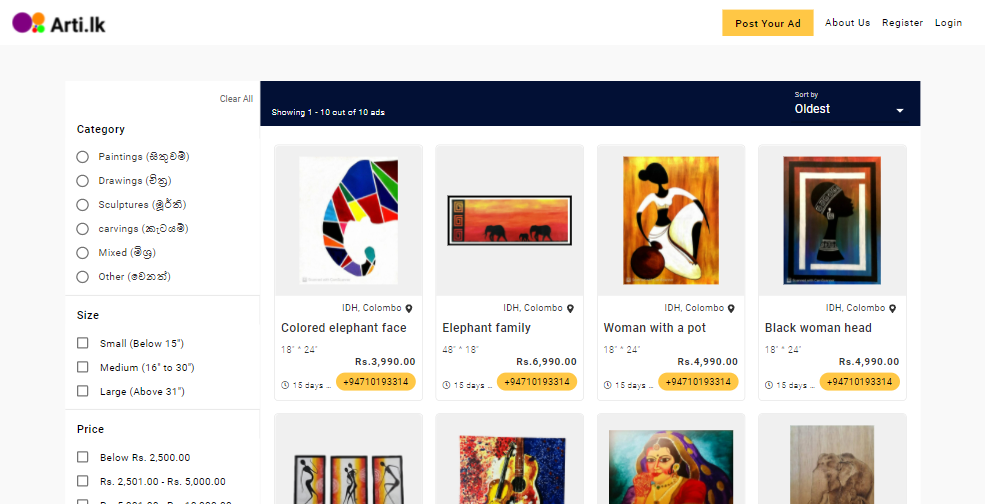 Arti.lk
Post Your Ad
About Us
Register
Login
Clear All
Category
Paintings (සිතුවම්)
Drawings (චිත්‍ර)
Sculptures (මූර්ති)
carvings (කැටයම්)
Mixed (මිශ්‍ර)
Other (වෙනත්)
Size
Small (Below 15")
Medium (16" to 30")
Large (Above 31")
Price
Below Rs. 2,500.00
Rs. 2,501.00 - Rs. 5,000.00
Showing 1 - 10 out of 10 ads
Sort by
Oldest
IDH, Colombo
Colored elephant face
18" * 24"
Rs.3,990.00
15 days ...
+94710193314
IDH, Colombo
Elephant family
48" * 18"
Rs.6,990.00
15 days ...
+94710193314
IDH, Colombo
Woman with a pot
18" * 24"
Rs.4,990.00
15 days ...
+94710193314
IDH, Colombo
Black woman head
18" * 24"
Rs.4,990.00
15 days ...
+94710193314